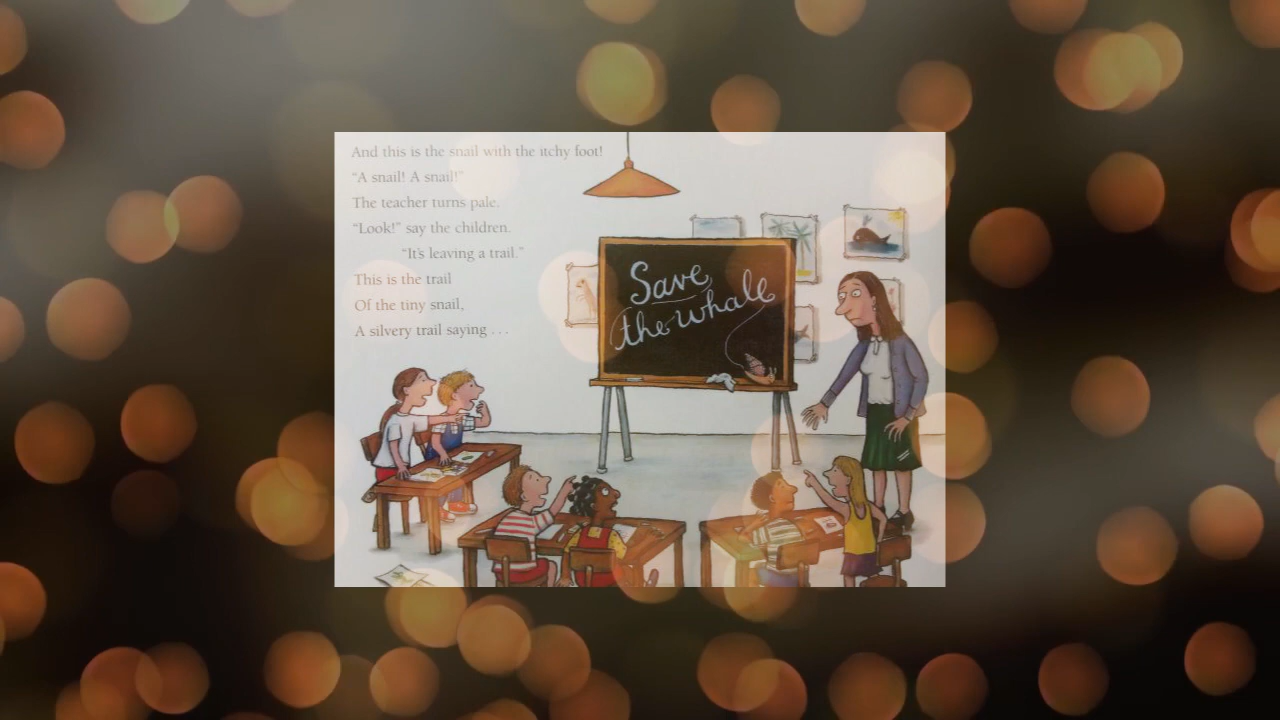 And this is the snail with the itchy foot!
“A snail! A snail!”
The teacher turns pale.
“Look!” say the children.
“It’s leaving a trail.”
This is the trail
Of the tiny snail,
A silvery trail saying . . .
Save
the whale